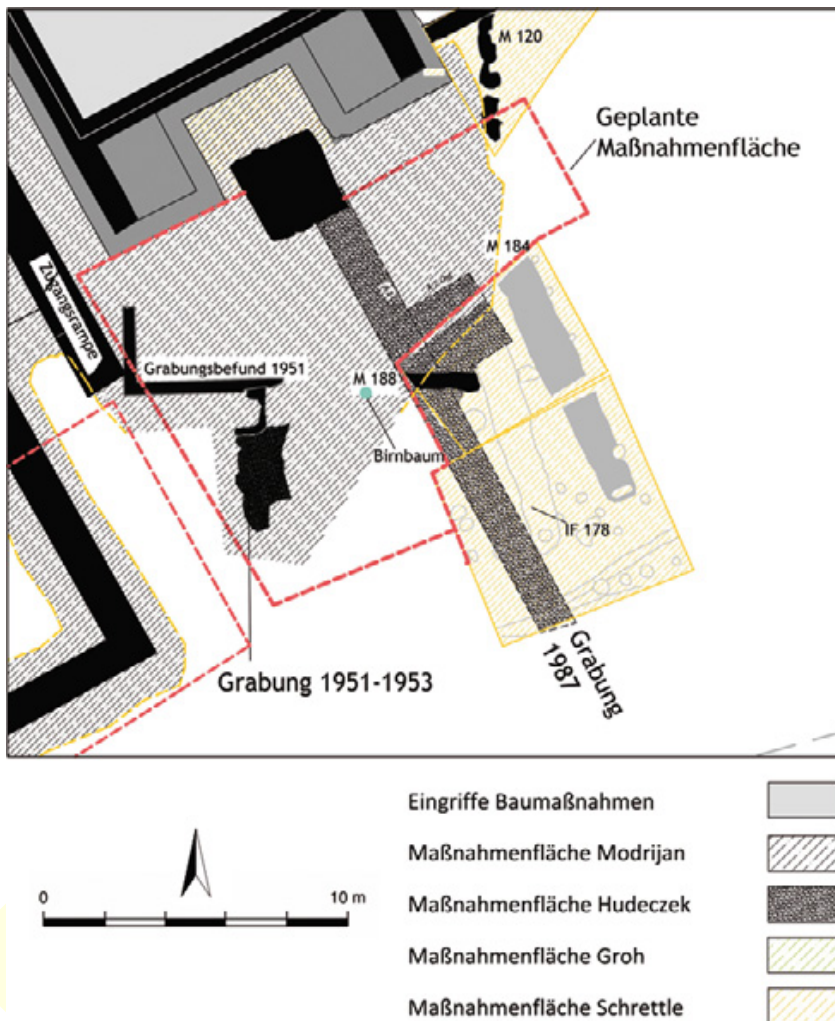 M 120
Geplante
Maßnahmenfläche
M 184
Zugangsrampe
Grabungsbefund 1951
M 188
Birnbaum
IF 178
Grabung 1951-1953
Grabung
1987
0
10 m
Eingriffe Baumaßnahmen
Maßnahmenfläche Modrijan
Maßnahmenfläche Hudeczek
Maßnahmenfläche Groh
Maßnahmenfläche Schrettle